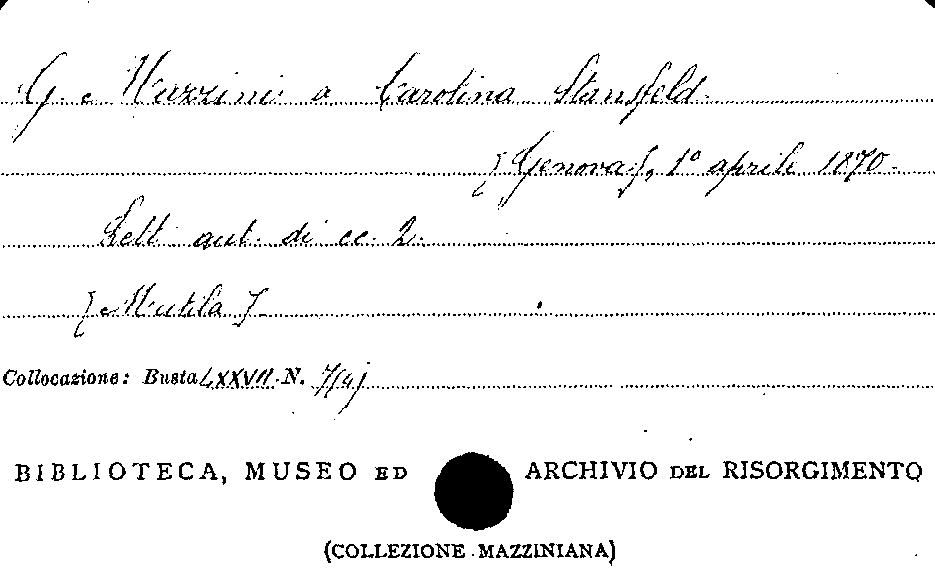 G. Mazzini a Carolina Stansfeld.
[Genova], 1° aprile 1870.
Lett. aut. di cc. 2.
[Mutila]
Collocazione: Busta LXXVII. N. 7(4)
BIBLIOTECA, MUSEO ED ARCHIVIO DEL RISORGIMENTO
(COLLEZIONE MAZZINIANA)